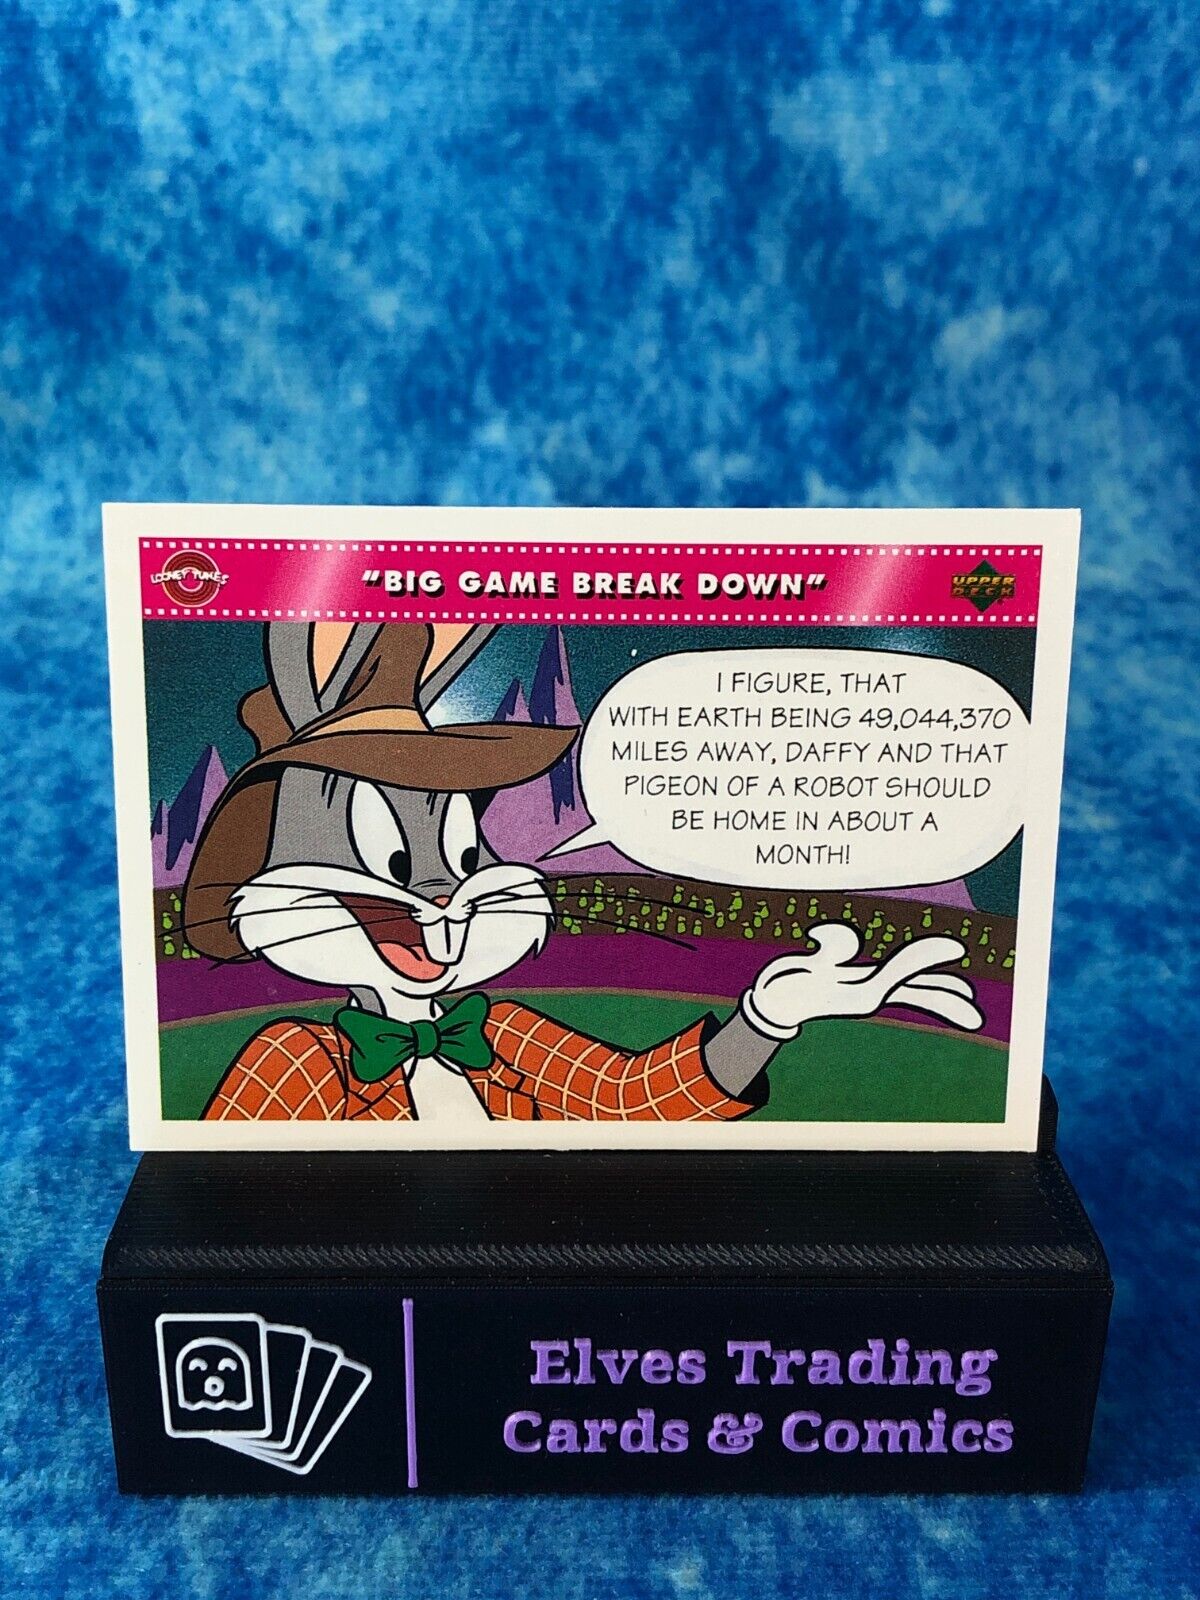 LOONEY TUNES
"BIG GAME BREAK DOWN"
UPPER
DECK
I FIGURE, THAT
WITH EARTH BEING 49,044,370
MILES AWAY, DAFFY AND THAT
PIGEON OF A ROBOT SHOULD
BE HOME IN ABOUT A
MONTH!
Elves Trading
Cards & Comics